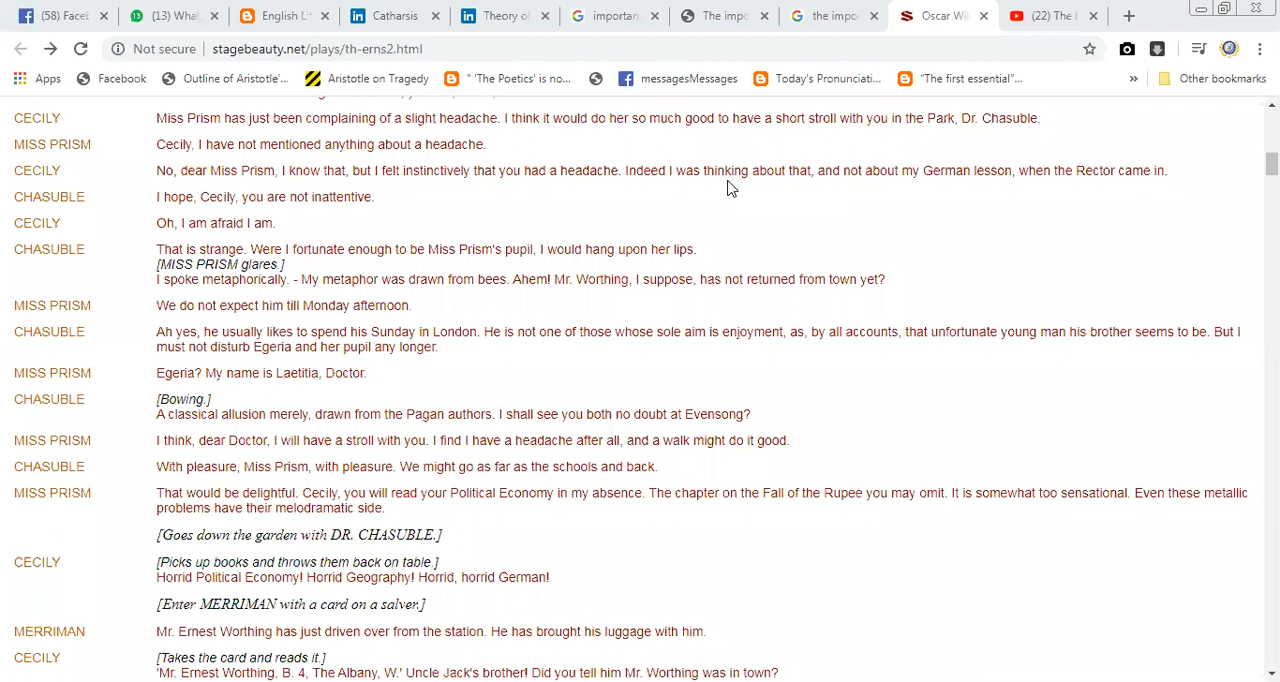 (58) Faceb
(13) Wha
English Li
Catharsis
Theory of
importan
The impo
the impo
Oscar Wi
(22) The I
Not secure | stagebeauty.net/plays/th-erns2.html
Apps Facebook Outline of Aristotle'... Aristotle on Tragedy "'The Poetics' is no... messagesMessages Today's Pronunciati... "The first essential"... » Other bookmarks
CECILY Miss Prism has just been complaining of a slight headache. I think it would do her so much good to have a short stroll with you in the Park, Dr. Chasuble.
MISS PRISM Cecily, I have not mentioned anything about a headache.
CECILY No, dear Miss Prism, I know that, but I felt instinctively that you had a headache. Indeed I was thinking about that, and not about my German lesson, when the Rector came in.
CHASUBLE I hope, Cecily, you are not inattentive.
CECILY Oh, I am afraid I am.
CHASUBLE That is strange. Were I fortunate enough to be Miss Prism's pupil, I would hang upon her lips.
[MISS PRISM glares.]
I spoke metaphorically. - My metaphor was drawn from bees. Ahem! Mr. Worthing, I suppose, has not returned from town yet?
MISS PRISM We do not expect him till Monday afternoon.
CHASUBLE Ah yes, he usually likes to spend his Sunday in London. He is not one of those whose sole aim is enjoyment, as, by all accounts, that unfortunate young man his brother seems to be. But I
must not disturb Egeria and her pupil any longer.
MISS PRISM Egeria? My name is Laetitia, Doctor.
CHASUBLE [Bowing.]
A classical allusion merely, drawn from the Pagan authors. I shall see you both no doubt at Evensong?
MISS PRISM I think, dear Doctor, I will have a stroll with you. I find I have a headache after all, and a walk might do it good.
CHASUBLE With pleasure, Miss Prism, with pleasure. We might go as far as the schools and back.
MISS PRISM That would be delightful. Cecily, you will read your Political Economy in my absence. The chapter on the Fall of the Rupee you may omit. It is somewhat too sensational. Even these metallic
problems have their melodramatic side.
[Goes down the garden with DR. CHASUBLE.]
CECILY [Picks up books and throws them back on table.]
Horrid Political Economy! Horrid Geography! Horrid, horrid German!
[Enter MERRIMAN with a card on a salver.]
MERRIMAN Mr. Ernest Worthing has just driven over from the station. He has brought his luggage with him.
CECILY [Takes the card and reads it.]
'Mr. Ernest Worthing, B. 4, The Albany, W.' Uncle Jack's brother! Did you tell him Mr. Worthing was in town?